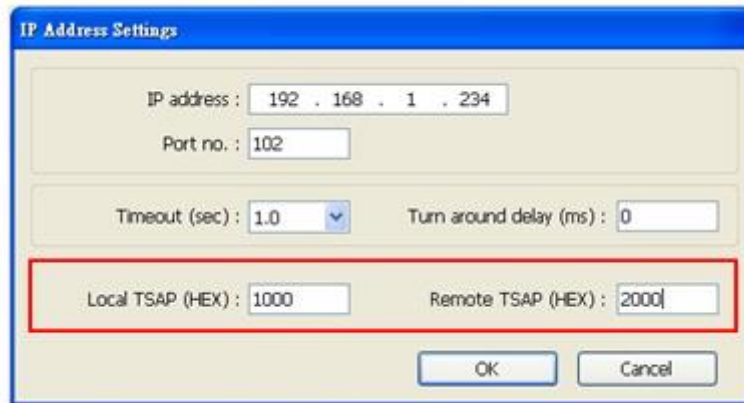 IP Address Settings
IP address : 192 . 168 . 1 . 234
Port no. : 102
Timeout (sec) : 1.0 Turn around delay (ms) : 0
Local TSAP (HEX) : 1000 Remote TSAP (HEX) : 2000
OK Cancel